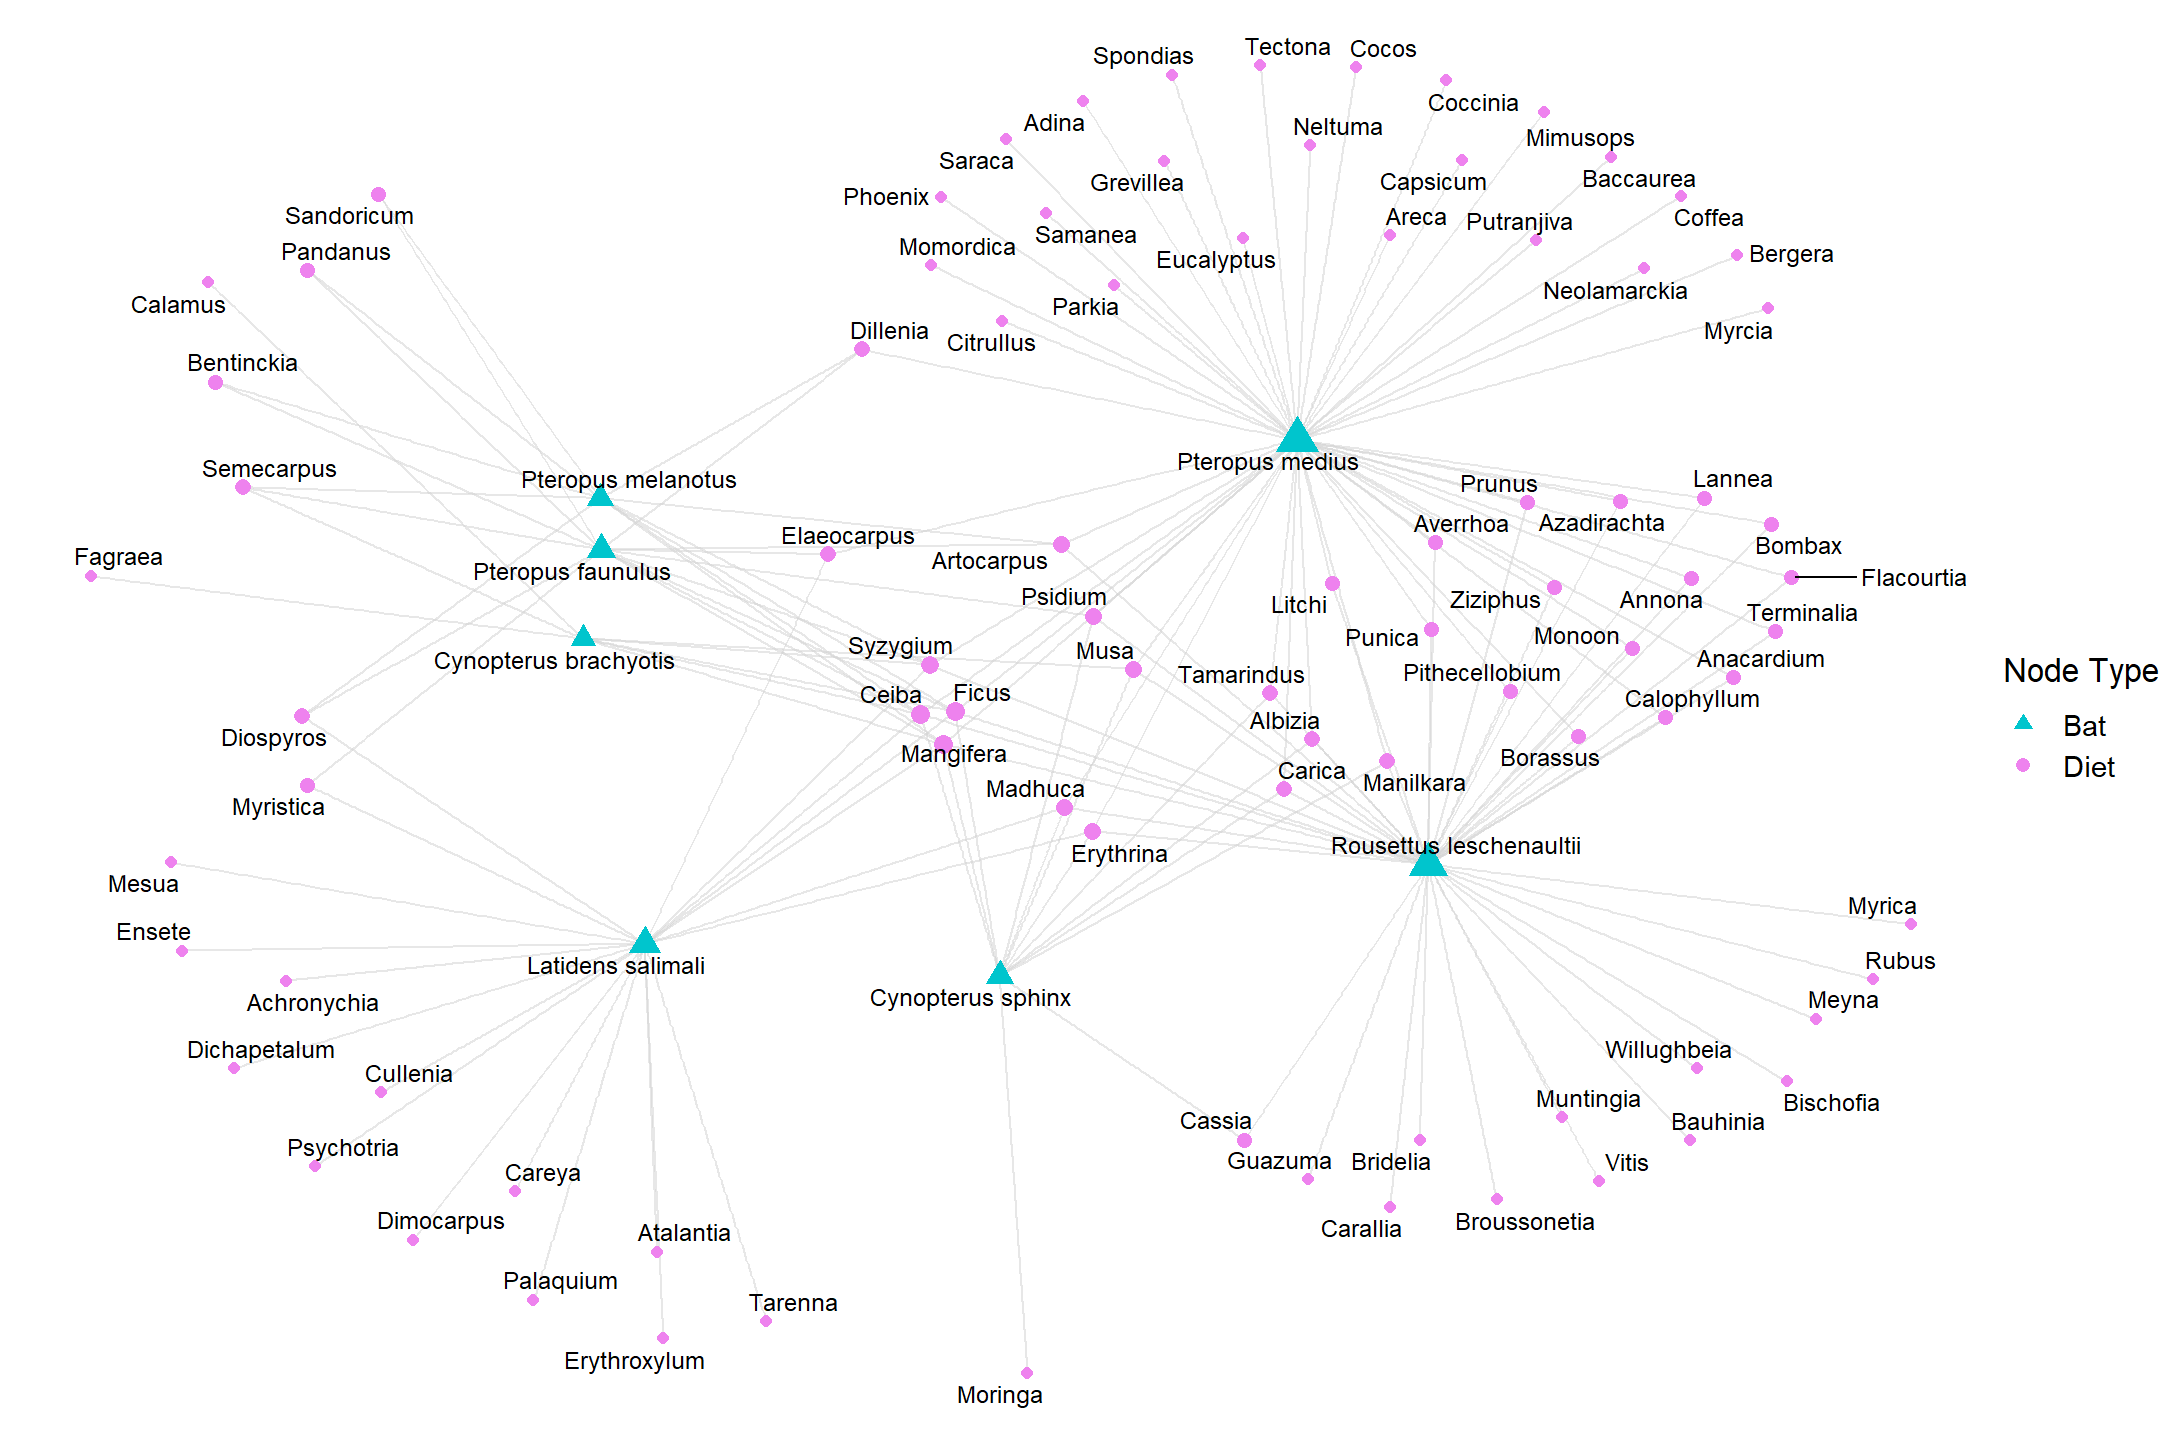 Tectona
Cocos
Spondias
Coccinia
Adina
Neltuma
Mimusops
Saraca
Grevillea
Capsicum
Baccaurea
Phoenix
Sandoricum
Areca
Coffea
Putranjiva
Samanea
Momordica
Pandanus
Eucalyptus
Bergera
Neolamarckia
Calamus
Parkia
Dillenia
Citrullus
Myrcia
Bentinckia
Pteropus medius
Semecarpus
Pteropus melanotus
Lannea
Prunus
Averrhoa
Azadirachta
Elaeocarpus
Bombax
Fagraea
Artocarpus
Pteropus faunulus
Flacourtia
Psidium
Litchi
Ziziphus
Annona
Terminalia
Punica
Monoon
Syzygium
Musa
Cynopterus brachyotis
Anacardium
Node Type
Tamarindus
Pithecellobium
Ceiba
Ficus
Calophyllum
Albizia
Bat
Diospyros
Mangifera
Borassus
Diet
Carica
Manilkara
Madhuca
Myristica
Rousettus leschenaultii
Erythrina
Mesua
Myrica
Ensete
Latidens salimali
Rubus
Cynopterus sphinx
Achronychia
Meyna
Dichapetalum
Willughbeia
Cullenia
Muntingia
Bischofia
Cassia
Bauhinia
Psychotria
Guazuma
Bridelia
Vitis
Careya
Dimocarpus
Broussonetia
Carallia
Atalantia
Palaquium
Tarenna
Erythroxylum
Moringa